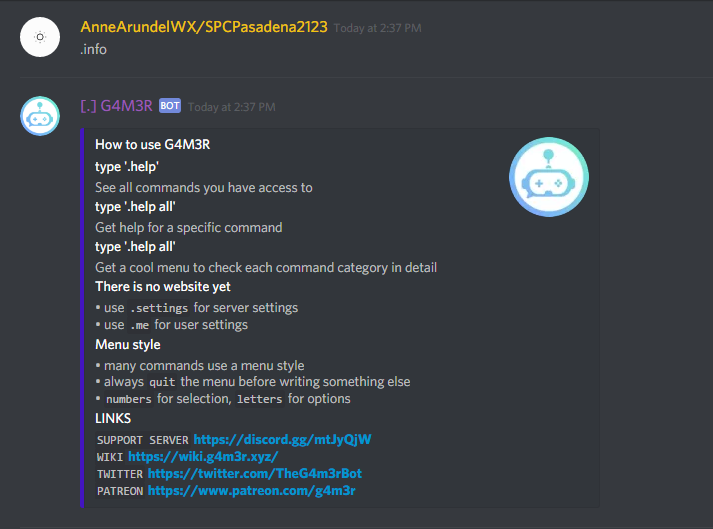 AnneArundelWX/SPCPasadena2123 Today at 2:37 PM
.info
[.] G4M3R BOT Today at 2:37 PM
How to use G4M3R
type '.help'
See all commands you have access to
type '.help all'
Get help for a specific command
type '.help all'
Get a cool menu to check each command category in detail
There is no website yet
• use .settings for server settings
• use .me for user settings
Menu style
• many commands use a menu style
• always quit the menu before writing something else
• numbers for selection, letters for options
LINKS
SUPPORT SERVER https://discord.gg/mtJyQjW
WIKI https://wiki.g4m3r.xyz/
TWITTER https://twitter.com/TheG4m3rBot
PATREON https://www.patreon.com/g4m3r